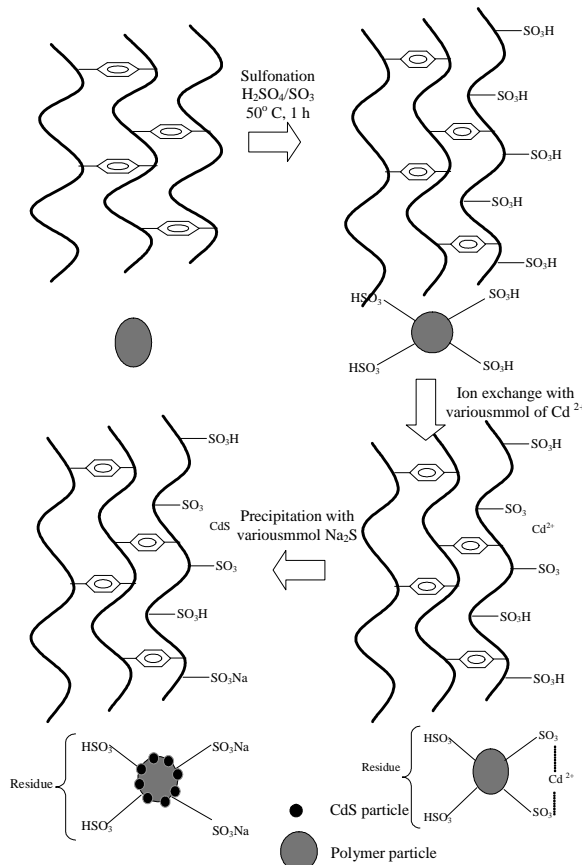 SO3H
Sulfonation
H2SO4/SO3
50° C, 1 h
SO3H
SO3H
SO3H
SO3H
HSO3
SO3H
HSO3
SO3H
Ion exchange with
variousmmol of Cd 2+
SO3H
SO3
CdS
SO3
SO3H
SO3Na
Precipitation with
variousmmol Na2S
SO3H
SO3
Cd2+
SO3
SO3H
SO3H
Residue
HSO3
SO3Na
HSO3
SO3Na
Residue
HSO3
SO3
Cd 2+
HSO3
SO3
CdS particle
Polymer particle